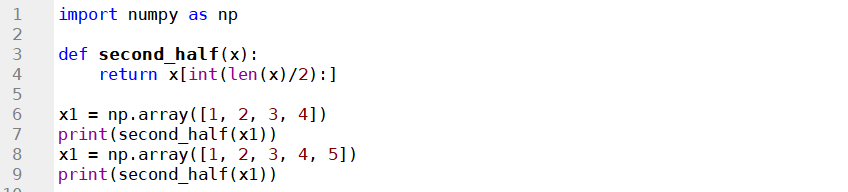 1 import numpy as np
2
3 def second_half(x):
4     return x[int(len(x)/2):]
5
6 x1 = np.array([1, 2, 3, 4])
7 print(second_half(x1))
8 x1 = np.array([1, 2, 3, 4, 5])
9 print(second_half(x1))